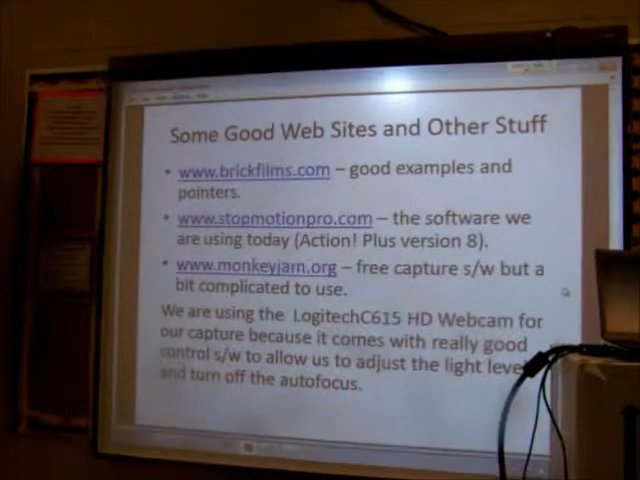 Some Good Web Sites and Other Stuff
• www.brickfilms.com – good examples and
pointers.
• www.stopmotionpro.com – the software we
are using today (Action! Plus version 8).
• www.monkeyjam.org – free capture s/w but a
bit complicated to use.
We are using the LogitechC615 HD Webcam for
our capture because it comes with really good
control s/w to allow us to adjust the light level
and turn off the autofocus.